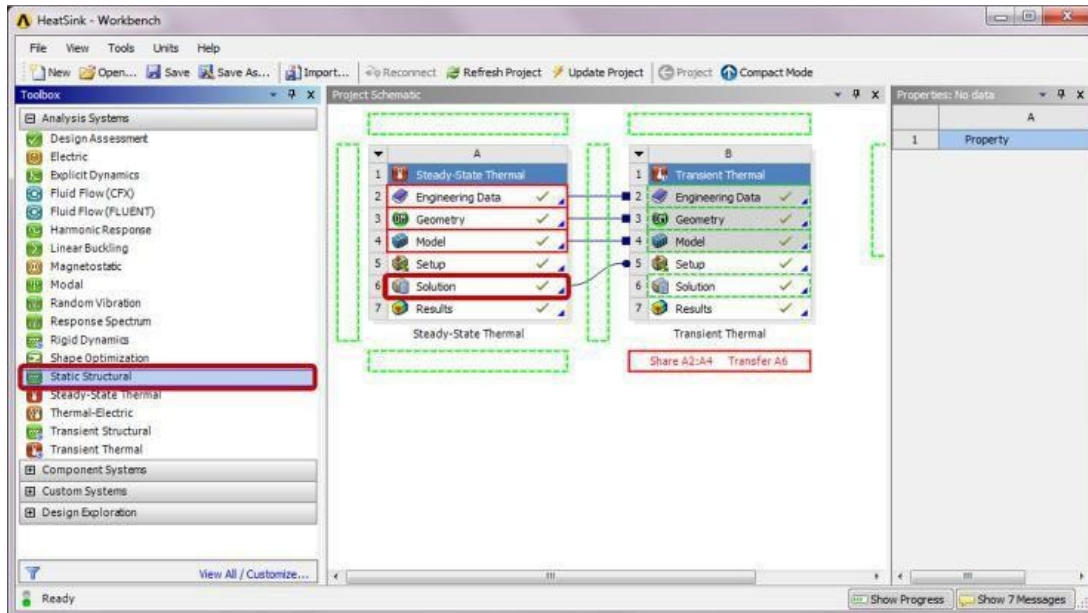 HeatSink - Workbench
File View Tools Units Help
New Open... Save Save As... Import... Reconnect Refresh Project Update Project Project Compact Mode
Toolbox
Project Schematic
Properties: No data
Analysis Systems
Design Assessment
Electric
Explicit Dynamics
Fluid Flow (CFX)
Fluid Flow (FLUENT)
Harmonic Response
Linear Buckling
Magnetostatic
Modal
Random Vibration
Response Spectrum
Rigid Dynamics
Shape Optimization
Static Structural
Steady-State Thermal
Thermal-Electric
Transient Structural
Transient Thermal
Component Systems
Custom Systems
Design Exploration
View All / Customize...
A
1 Steady-State Thermal
2 Engineering Data
3 Geometry
4 Model
5 Setup
6 Solution
7 Results
Steady-State Thermal
B
1 Transient Thermal
2 Engineering Data
3 Geometry
4 Model
5 Setup
6 Solution
7 Results
Transient Thermal
Share A2:A4 Transfer A6
A
1 Property
Ready
Show Progress
Show 7 Messages